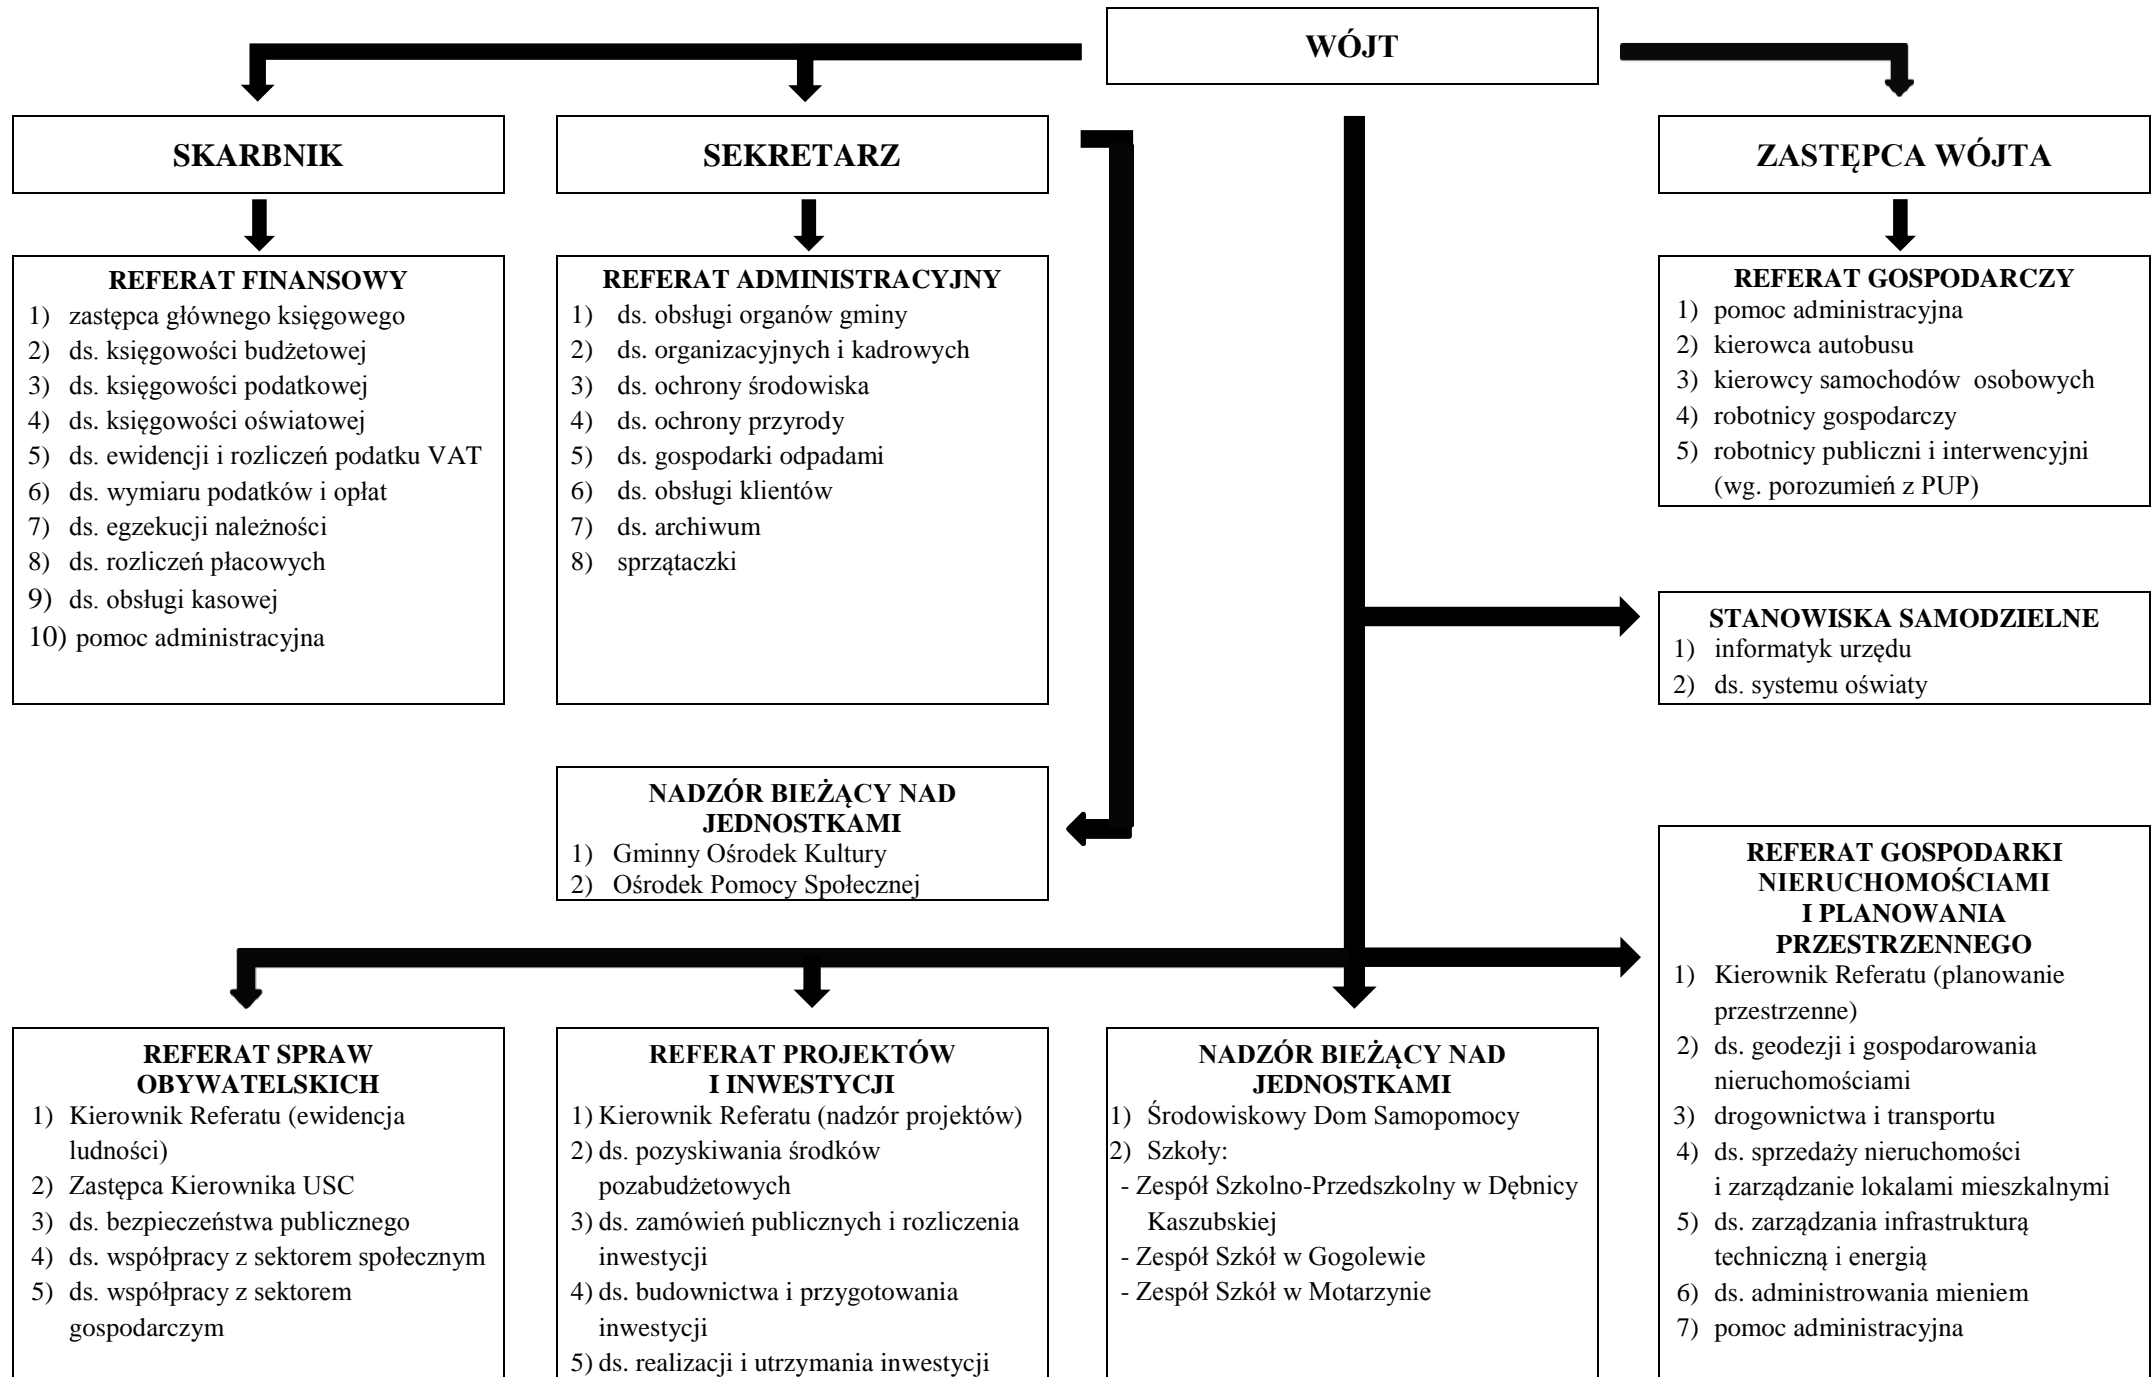 WÓJT
SKARBNIK
SEKRETARZ
ZASTĘPCA WÓJTA
REFERAT FINANSOWY
1) zastępca głównego księgowego
2) ds. księgowości budżetowej
3) ds. księgowości podatkowej
4) ds. księgowości oświatowej
5) ds. ewidencji i rozliczeń podatku VAT
6) ds. wymiaru podatków i opłat
7) ds. egzekucji należności
8) ds. rozliczeń płacowych
9) ds. obsługi kasowej
10) pomoc administracyjna
REFERAT ADMINISTRACYJNY
1) ds. obsługi organów gminy
2) ds. organizacyjnych i kadrowych
3) ds. ochrony środowiska
4) ds. ochrony przyrody
5) ds. gospodarki odpadami
6) ds. obsługi klientów
7) ds. archiwum
8) sprzątaczki
REFERAT GOSPODARCZY
1) pomoc administracyjna
2) kierowca autobusu
3) kierowcy samochodów osobowych
4) robotnicy gospodarczy
5) robotnicy publiczni i interwencyjni
(wg. porozumień z PUP)
STANOWISKA SAMODZIELNE
1) informatyk urzędu
2) ds. systemu oświaty
NADZÓR BIEŻĄCY NAD
JEDNOSTKAMI
1) Gminny Ośrodek Kultury
2) Ośrodek Pomocy Społecznej
REFERAT GOSPODARKI
NIERUCHOMOŚCIAMI
I PLANOWANIA
PRZESTRZENNEGO
1) Kierownik Referatu (planowanie
przestrzenne)
2) ds. geodezji i gospodarowania
nieruchomościami
3) drogownictwa i transportu
4) ds. sprzedaży nieruchomości
i zarządzanie lokalami mieszkalnymi
5) ds. zarządzania infrastrukturą
techniczną i energią
6) ds. administrowania mieniem
7) pomoc administracyjna
REFERAT SPRAW
OBYWATELSKICH
1) Kierownik Referatu (ewidencja
ludności)
2) Zastępca Kierownika USC
3) ds. bezpieczeństwa publicznego
4) ds. współpracy z sektorem społecznym
5) ds. współpracy z sektorem
gospodarczym
REFERAT PROJEKTÓW
I INWESTYCJI
1) Kierownik Referatu (nadzór projektów)
2) ds. pozyskiwania środków
pozabudżetowych
3) ds. zamówień publicznych i rozliczenia
inwestycji
4) ds. budownictwa i przygotowania
inwestycji
5) ds. realizacji i utrzymania inwestycji
NADZÓR BIEŻĄCY NAD
JEDNOSTKAMI
1) Środowiskowy Dom Samopomocy
2) Szkoły:
- Zespół Szkolno-Przedszkolny w Dębnicy
Kaszubskiej
- Zespół Szkół w Gogolewie
- Zespół Szkół w Motarzynie